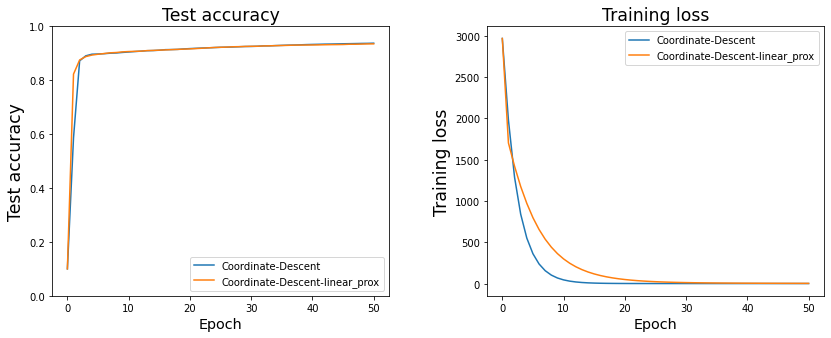 Test accuracy
Test accuracy
1.0
0.8
0.6
0.4
0.2
0.0
Coordinate-Descent
Coordinate-Descent-linear_prox
0
10
20
30
40
50
Epoch
Training loss
Training loss
3000
2500
2000
1500
1000
500
0
Coordinate-Descent
Coordinate-Descent-linear_prox
0
10
20
30
40
50
Epoch